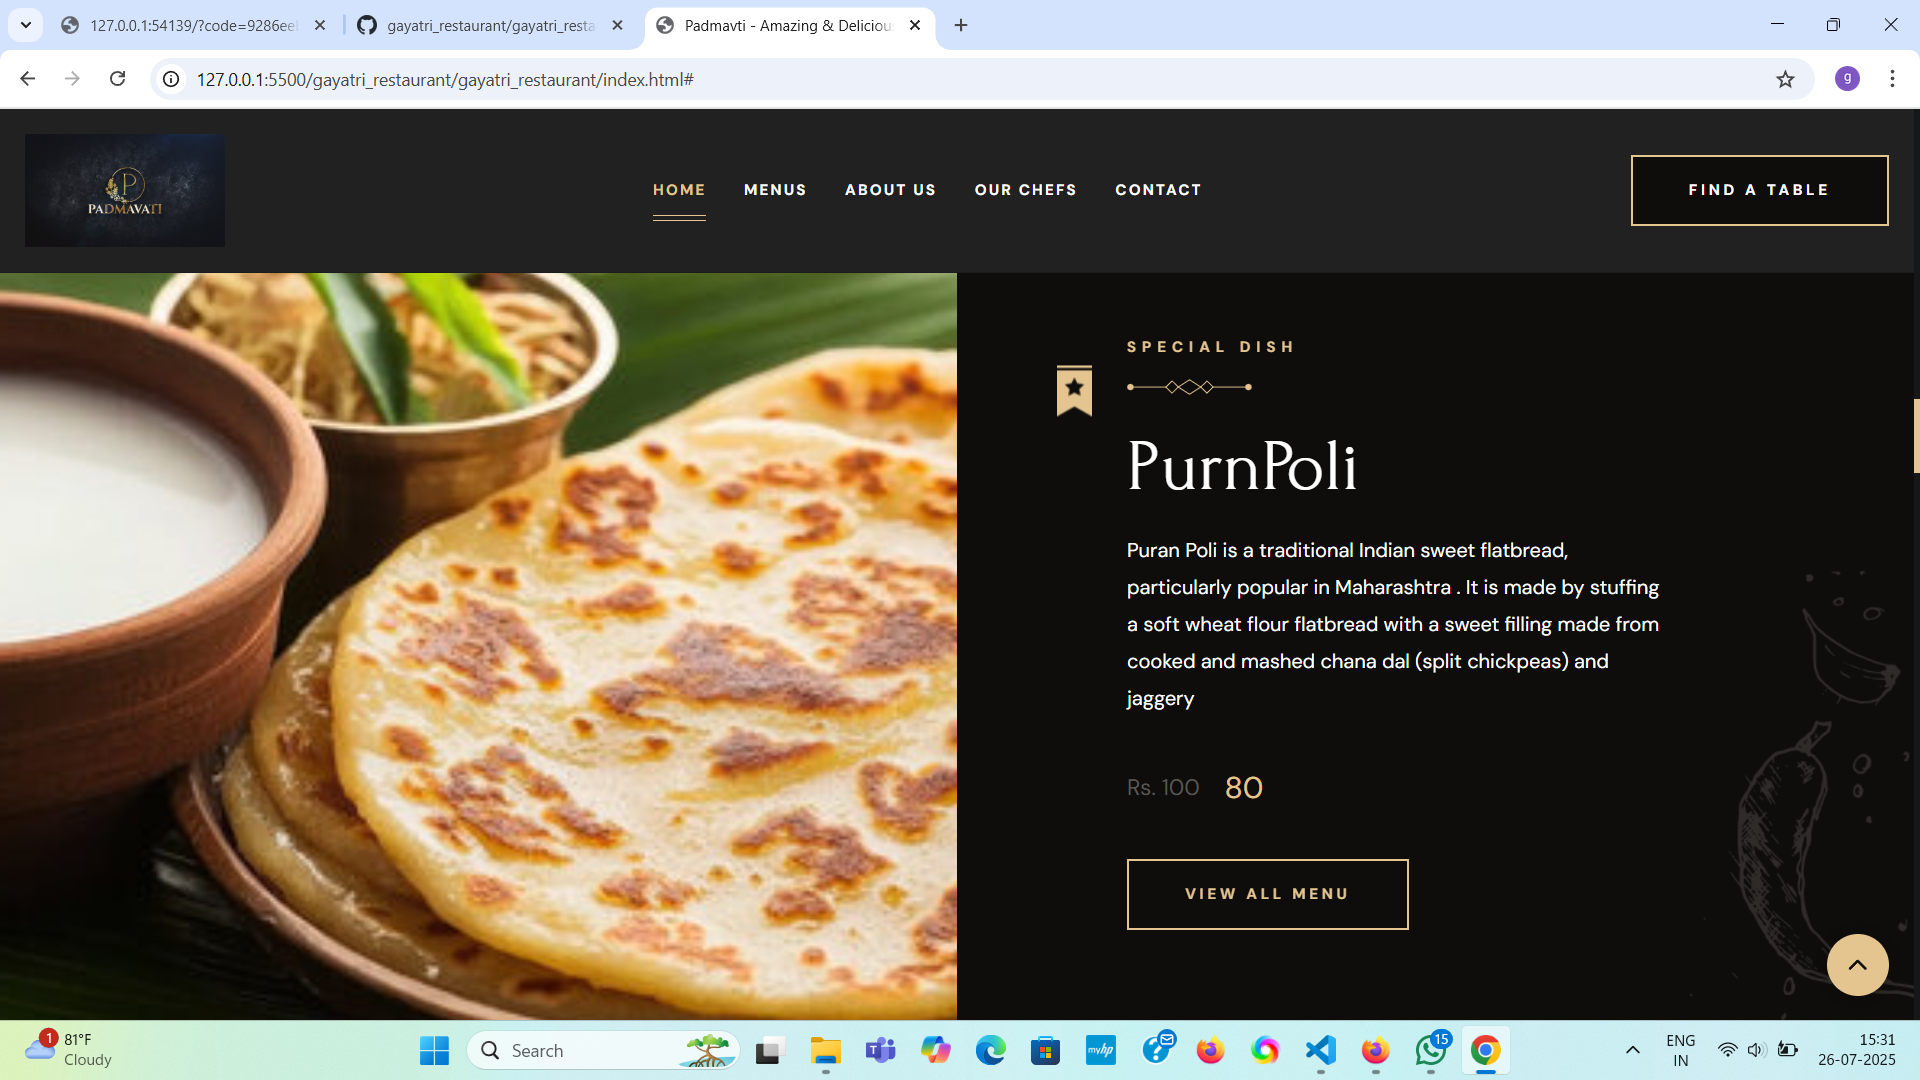 127.0.0.1:54139/?code=9286ee
gayatri_restaurant/gayatri_resta
Padmavti - Amazing & Deliciou
127.0.0.1:5500/gayatri_restaurant/gayatri_restaurant/index.html#
g
P
PADMAVATI
HOME
MENUS
ABOUT US
OUR CHEFS
CONTACT
FIND A TABLE
SPECIAL DISH
PurnPoli
Puran Poli is a traditional Indian sweet flatbread,
particularly popular in Maharashtra . It is made by stuffing
a soft wheat flour flatbread with a sweet filling made from
cooked and mashed chana dal (split chickpeas) and
jaggery
Rs. 100 80
VIEW ALL MENU
1
81°F
Cloudy
Search
myhp
15
ENG
IN
15:31
26-07-2025